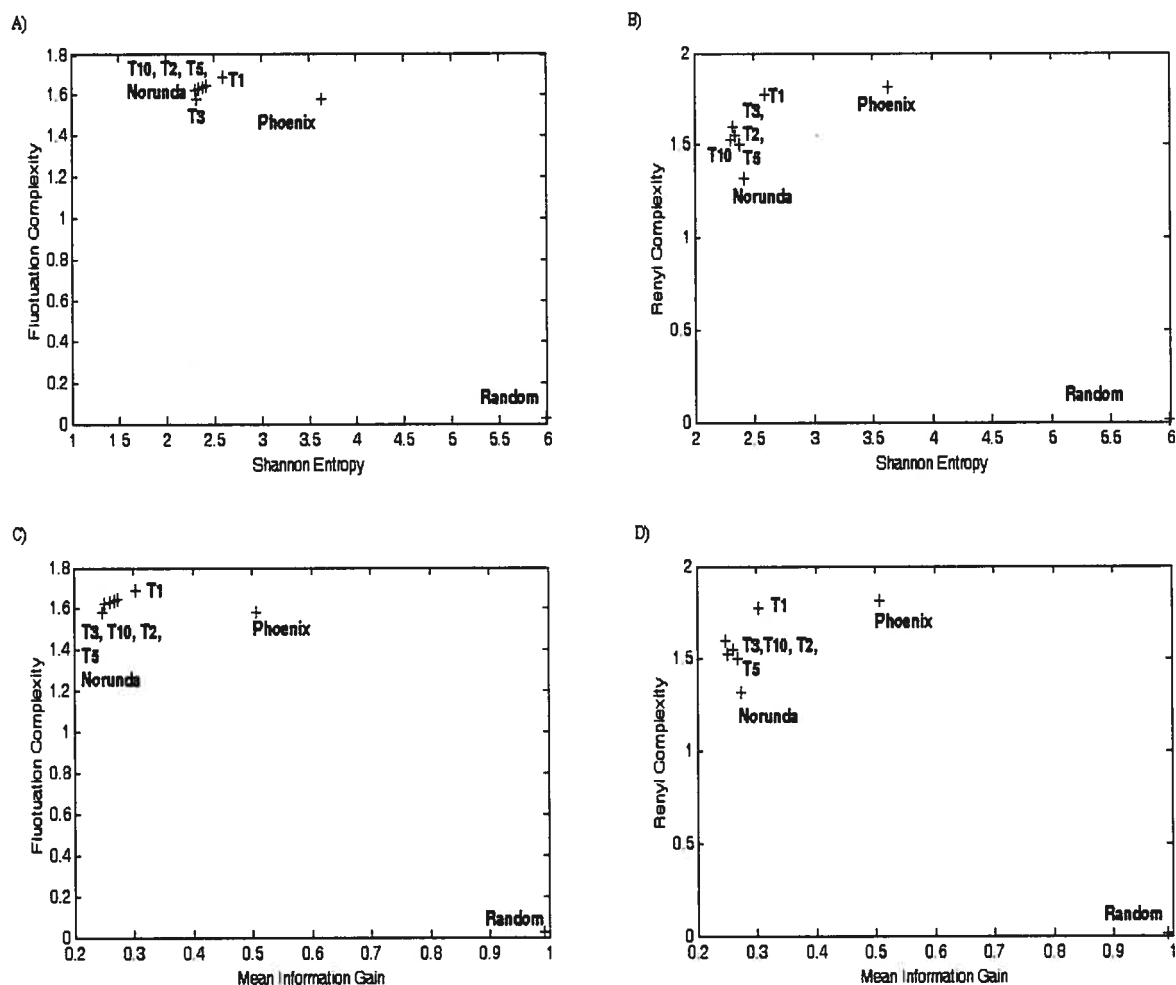 A)
1.8
1.6
1.4
1.2
1
0.8
0.6
0.4
0.2
0
Fluctuation Complexity
T10, T2, T5,
Norunda
T1
T3
Phoenix
Random
1 1.5 2 2.5 3 3.5 4 4.5 5 5.5 6
Shannon Entropy
B)
2
1.5
1
0.5
0
Renyi Complexity
T1
Phoenix
T3,
T2,
T10
T5
Norunda
Random
2 2.5 3 3.5 4 4.5 5 5.5 6
Shannon Entropy
C)
1.8
1.6
1.4
1.2
1
0.8
0.6
0.4
0.2
0
Fluctuation Complexity
T1
T3, T10, T2,
T5
Norunda
Phoenix
Random
0.2 0.3 0.4 0.5 0.6 0.7 0.8 0.9 1
Mean Information Gain
D)
2
1.5
1
0.5
0
Renyi Complexity
T1
Phoenix
T3,T10, T2,
T5
Norunda
Random
0.2 0.3 0.4 0.5 0.6 0.7 0.8 0.9 1
Mean Information Gain